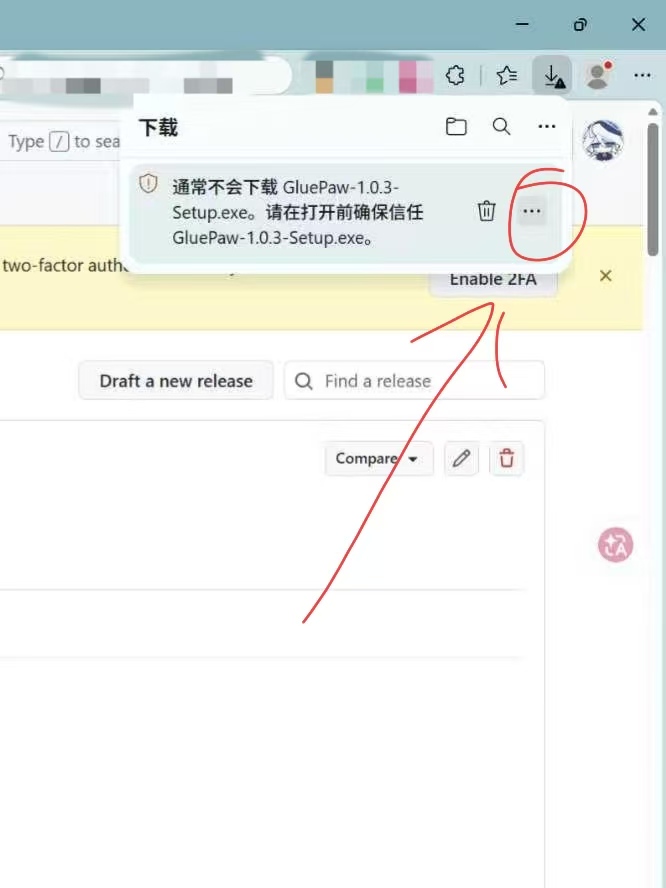 下载
Type / to sea
通常不会下载 GluePaw-1.0.3-
Setup.exe。请在打开前确保信任
GluePaw-1.0.3-Setup.exe。
two-factor auth
Enable 2FA
Draft a new release
Find a release
Compare